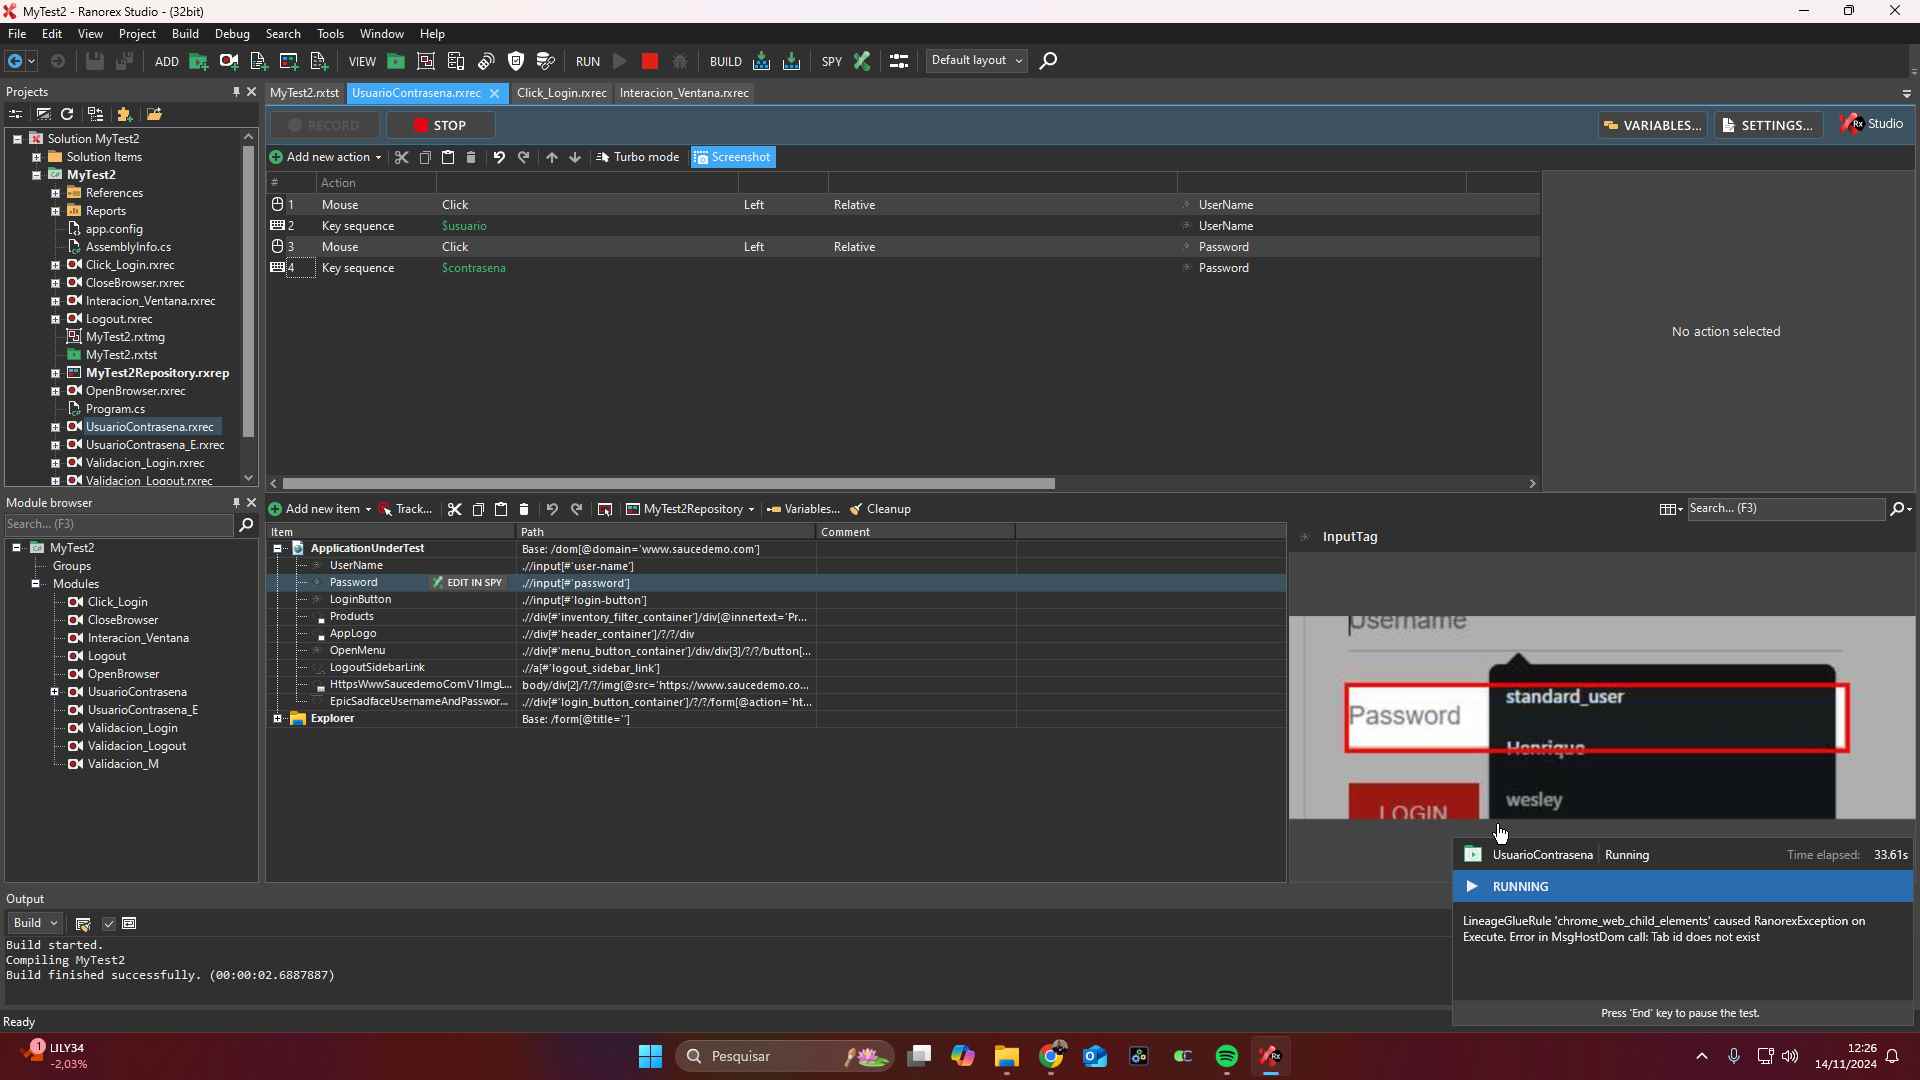 MyTest2 - Ranorex Studio - (32bit)
File Edit View Project Build Debug Search Tools Window Help
ADD VIEW RUN BUILD SPY Default layout
Projects
MyTest2.rxtst UsuarioContrasena.rxrec Click_Login.rxrec Interacion_Ventana.rxrec
RECORD STOP VARIABLES... SETTINGS... Rx Studio
Add new action Turbo mode Screenshot
Solution MyTest2
Solution Items
MyTest2
References
Reports
app.config
AssemblyInfo.cs
Click_Login.rxrec
CloseBrowser.rxrec
Interacion_Ventana.rxrec
Logout.rxrec
MyTest2.rxtmg
MyTest2.rxtst
MyTest2Repository.rxrep
OpenBrowser.rxrec
Program.cs
UsuarioContrasena.rxrec
UsuarioContrasena_E.rxrec
Validacion_Login.rxrec
Validacion_Logout.rxrec
# Action
1 Mouse Click Left Relative UserName
2 Key sequence $usuario UserName
3 Mouse Click Left Relative Password
4 Key sequence $contrasena Password
No action selected
Module browser
Search... (F3)
MyTest2
Groups
Modules
Click_Login
CloseBrowser
Interacion_Ventana
Logout
OpenBrowser
UsuarioContrasena
UsuarioContrasena_E
Validacion_Login
Validacion_Logout
Validacion_M
Add new item Track... MyTest2Repository Variables... Cleanup Search... (F3)
Item Path Comment
ApplicationUnderTest Base: /dom[@domain='www.saucedemo.com']
UserName .//input[#'user-name']
Password EDIT IN SPY .//input[#'password']
LoginButton .//input[#'login-button']
Products .//div[#'inventory_filter_container']/div[@innertext='Pr...
AppLogo .//div[#'header_container']/?/?/div
OpenMenu .//div[#'menu_button_container']/div/div[3]/?/?/button[...
LogoutSidebarLink .//a[#'logout_sidebar_link']
HttpsWwwSaucedemoComV1ImgL... body/div[2]/?/?/img[@src='https://www.saucedemo.co...
EpicSadfaceUsernameAndPasswor... .//div[#'login_button_container']/?/?/form[@action='ht...
Explorer Base: /form[@title='']
InputTag
Username
standard_user
Password
Henrique
wesley
LOGIN
UsuarioContrasena Running Time elapsed: 33.61s
RUNNING
LineageGlueRule 'chrome_web_child_elements' caused RanorexException on
Execute. Error in MsgHostDom call: Tab id does not exist
Press 'End' key to pause the test.
Output
Build
Build started.
Compiling MyTest2
Build finished successfully. (00:00:02.6887887)
Ready
1
LILY34
-2,03%
Pesquisar
12:26
14/11/2024